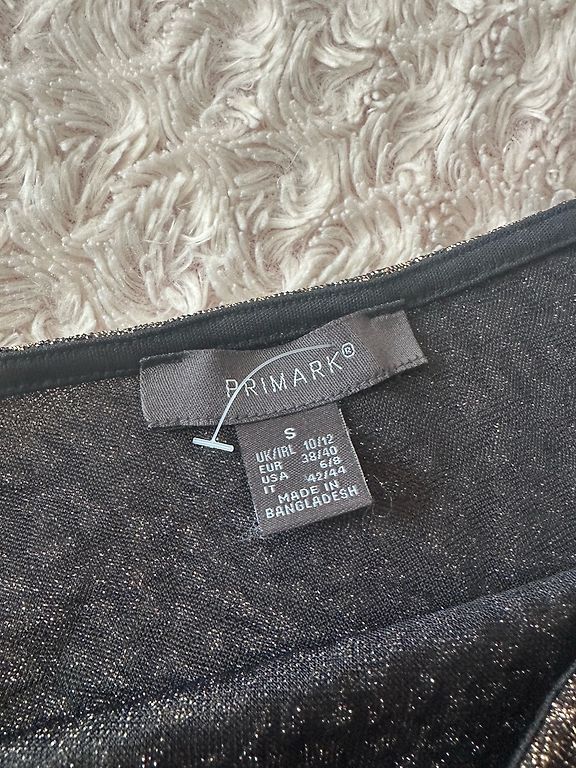 PRIMARK®
S
UK/IRL 10/12
EUR 38/40
USA 6/8
IT 42/44
MADE IN
BANGLADESH